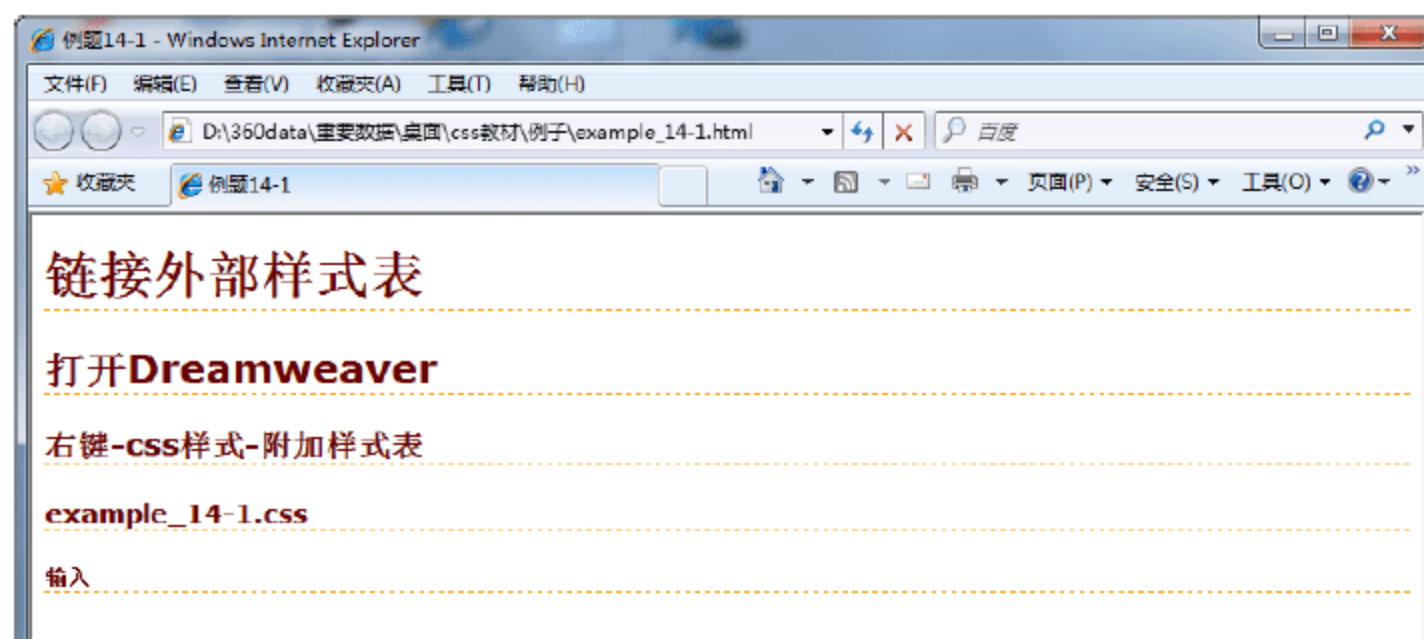 例题14-1 - Windows Internet Explorer
文件(F) 编辑(E) 查看(V) 收藏夹(A) 工具(T) 帮助(H)
D:\360data\重要数据\桌面\css教材\例子\example_14-1.html 百度
收藏夹 例题14-1 页面(P) 安全(S) 工具(O)
链接外部样式表
打开Dreamweaver
右键-css样式-附加样式表
example_14-1.css
输入